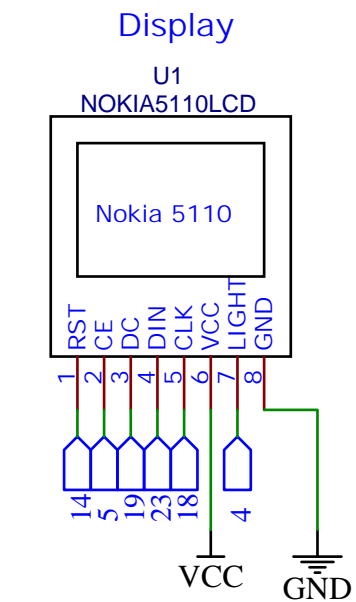 Display
U1
NOKIA5110LCD
Nokia 5110
RST CE DC DIN CLK VCC LIGHT GND
1 2 3 4 5 6 7 8
14 5 19 23 18 4
VCC
GND